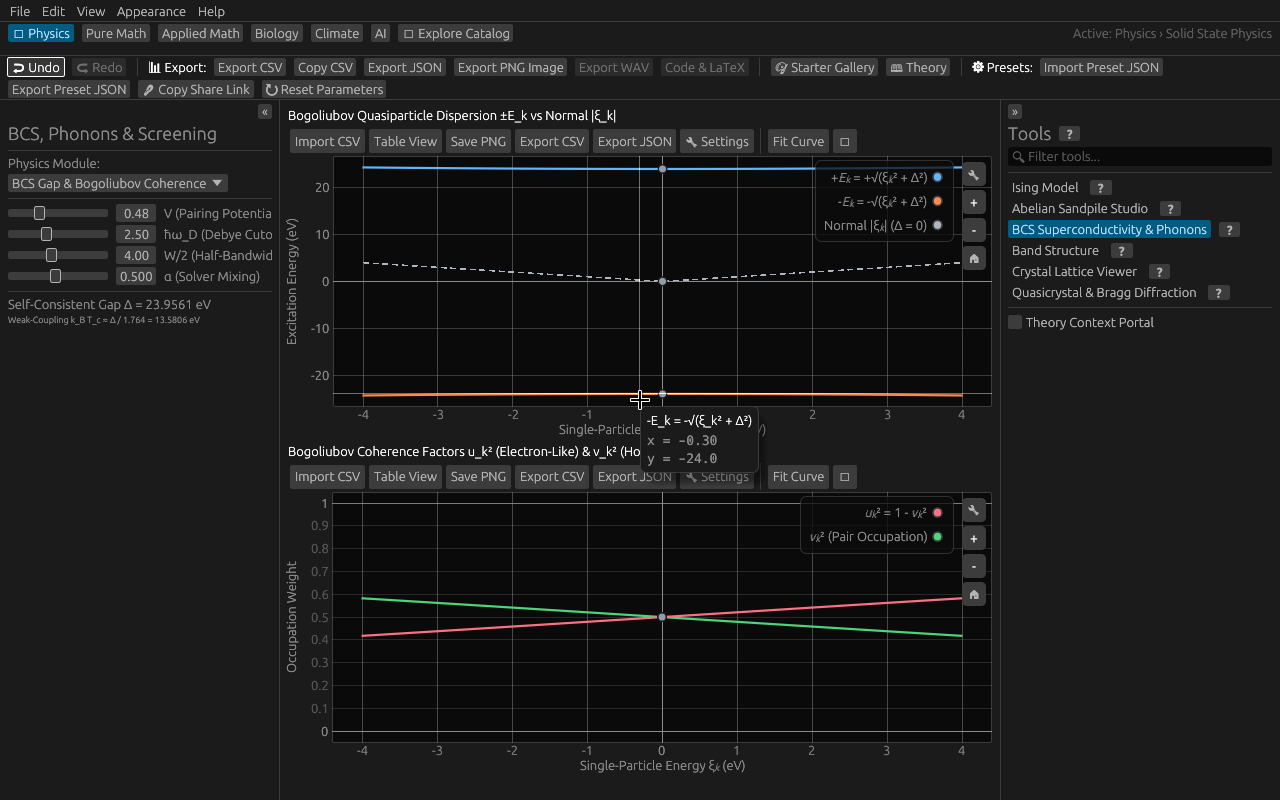 File Edit View Appearance Help
Physics Pure Math Applied Math Biology Climate AI Explore Catalog Active: Physics › Solid State Physics
Undo Redo Export: Export CSV Copy CSV Export JSON Export PNG Image Export WAV Code & LaTeX Starter Gallery Theory Presets: Import Preset JSON
Export Preset JSON Copy Share Link Reset Parameters
«
BCS, Phonons & Screening
Physics Module:
BCS Gap & Bogoliubov Coherence
0.48 V (Pairing Potentia
2.50 ħω_D (Debye Cuto
4.00 W/2 (Half-Bandwid
0.500 α (Solver Mixing)
Self-Consistent Gap Δ = 23.9561 eV
Weak-Coupling k_B T_c ≈ Δ / 1.764 = 13.5806 eV
Bogoliubov Quasiparticle Dispersion ±E_k vs Normal |ξ_k|
Import CSV Table View Save PNG Export CSV Export JSON Settings Fit Curve
+Eₖ = +√(ξₖ² + Δ²)
-Eₖ = -√(ξₖ² + Δ²)
Normal |ξₖ| (Δ = 0)
+
-
Excitation Energy (eV)
20
10
0
-10
-20
-4 -3 -2 -1 2 3 4
Single-Particle V)
-E_k = -√(ξ_k² + Δ²)
x = -0.30
y = -24.0
Bogoliubov Coherence Factors u_k² (Electron-Like) & v_k² (Ho
Import CSV Table View Save PNG Export CSV Export JSON Settings Fit Curve
uₖ² = 1 - vₖ²
vₖ² (Pair Occupation)
+
-
Occupation Weight
1
0.9
0.8
0.7
0.6
0.5
0.4
0.3
0.2
0.1
0
-4 -3 -2 -1 0 1 2 3 4
Single-Particle Energy ξₖ (eV)
»
Tools ?
Filter tools...
Ising Model ?
Abelian Sandpile Studio ?
BCS Superconductivity & Phonons ?
Band Structure ?
Crystal Lattice Viewer ?
Quasicrystal & Bragg Diffraction ?
Theory Context Portal